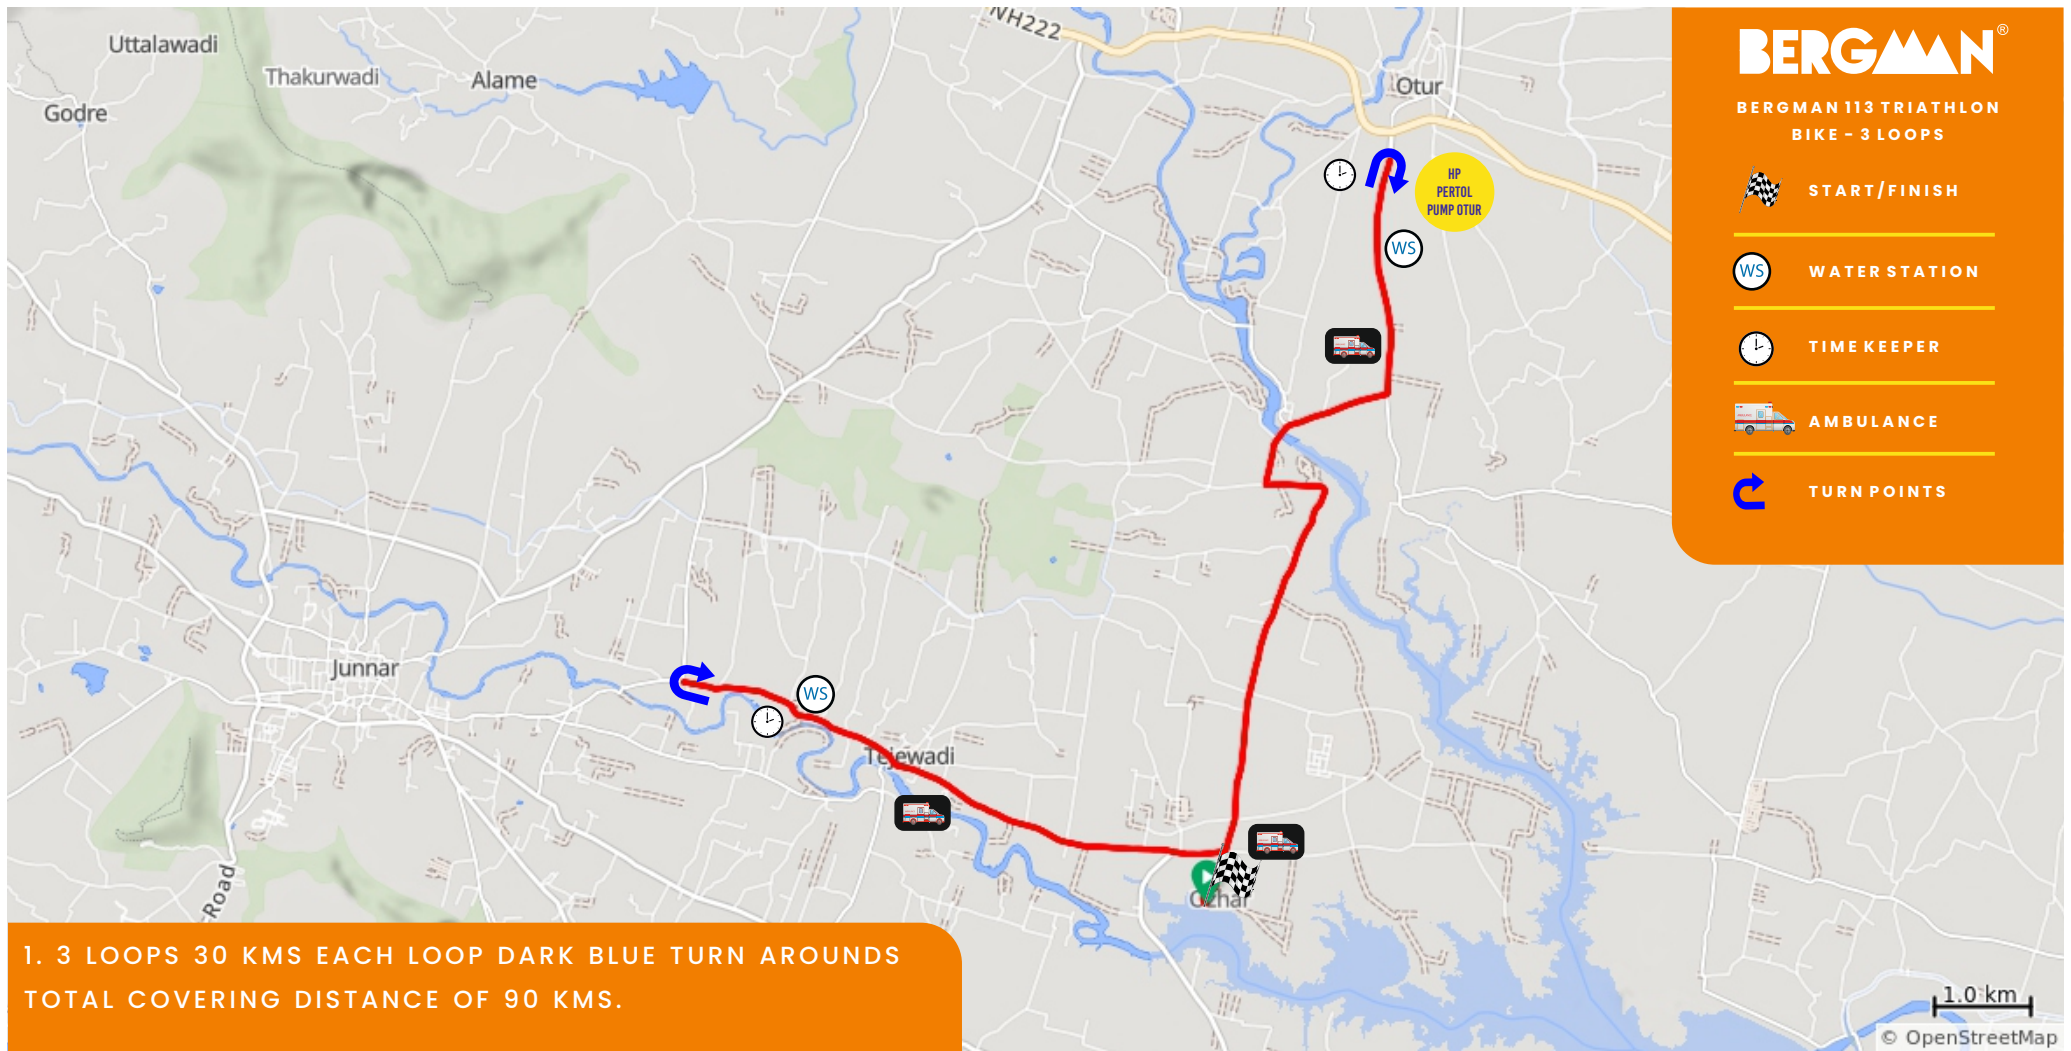 NH222
Uttalawadi
Thakurwadi
Alame
Godre
Otur
HP
PERTOL
PUMP OTUR
WS
Junnar
WS
Tejewadi
Ozhar
Road
BERGMAN®
BERGMAN 113 TRIATHLON
BIKE - 3 LOOPS
START/FINISH
WS WATER STATION
TIME KEEPER
AMBULANCE
TURN POINTS
1. 3 LOOPS 30 KMS EACH LOOP DARK BLUE TURN AROUNDS
TOTAL COVERING DISTANCE OF 90 KMS.
1.0 km
© OpenStreetMap